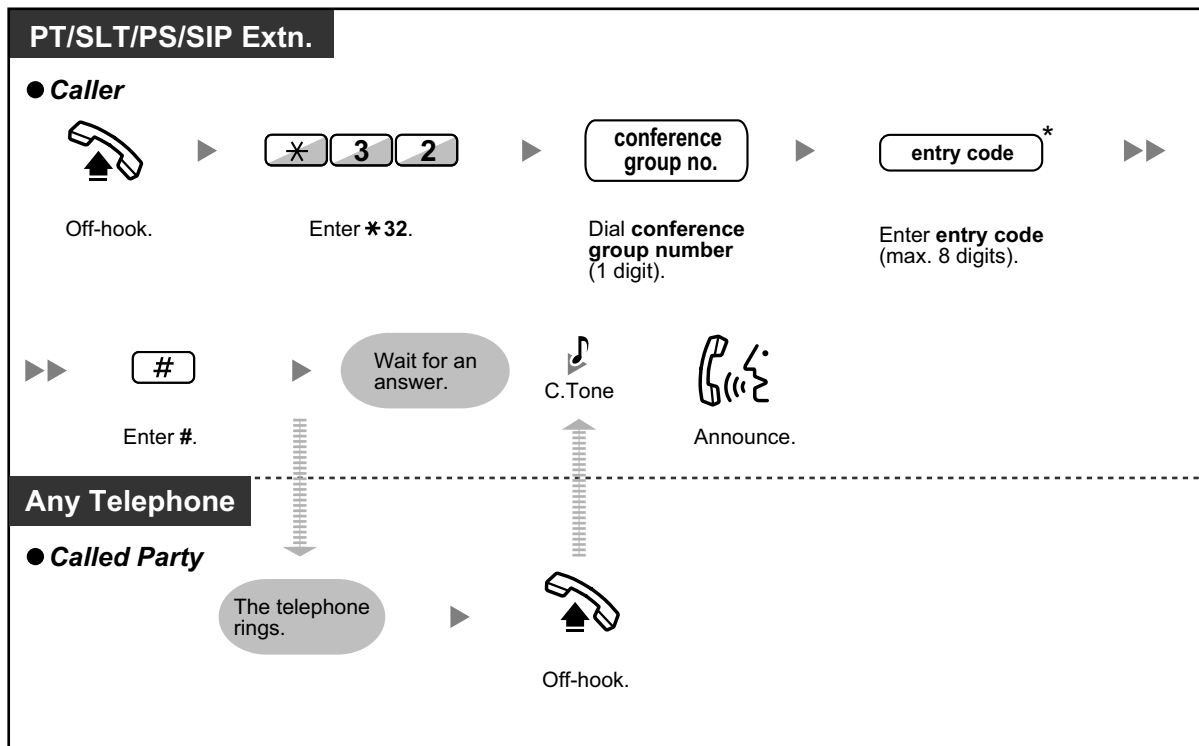 PT/SLT/PS/SIP Extn.
● Caller
* 3 2
conference
group no.
entry code*
Off-hook.
Enter *32.
Dial conference
group number
(1 digit).
Enter entry code
(max. 8 digits).
#
Wait for an
answer.
C.Tone
Enter #.
Announce.
Any Telephone
● Called Party
The telephone
rings.
Off-hook.